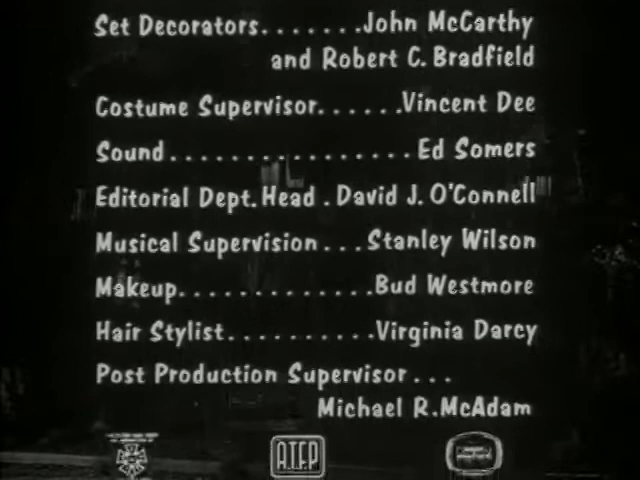 Set Decorators.......John McCarthy
and Robert C. Bradfield
Costume Supervisor......Vincent Dee
Sound................Ed Somers
Editorial Dept. Head . David J. O'Connell
Musical Supervision...Stanley Wilson
Makeup.............Bud Westmore
Hair Stylist..........Virginia Darcy
Post Production Supervisor...
Michael R. McAdam
A.T.F.P